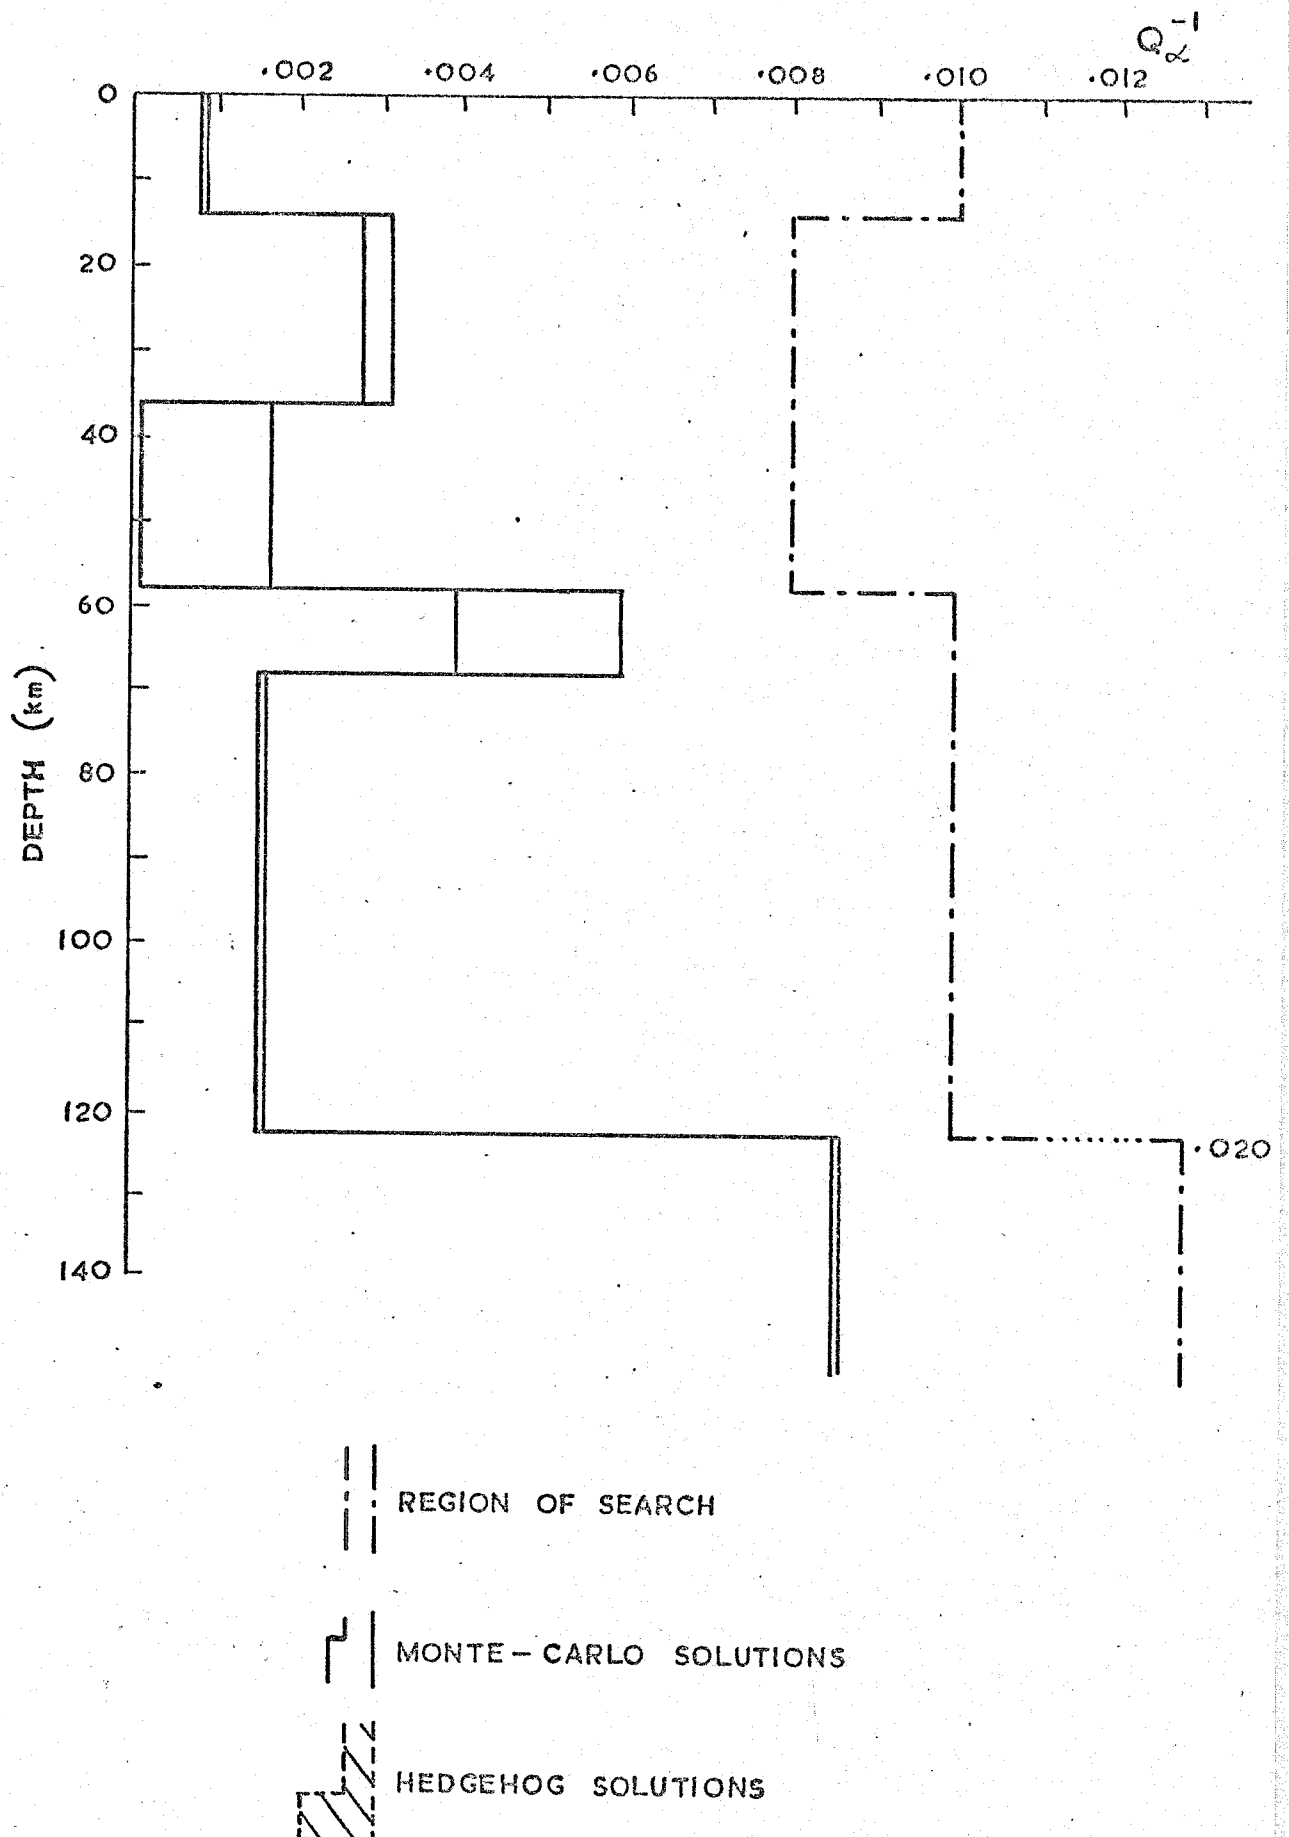 Qα⁻¹
·002 ·004 ·006 ·008 ·010 ·012
0
20
40
60
80
100
120
140
DEPTH (km)
·020
REGION OF SEARCH
MONTE-CARLO SOLUTIONS
HEDGEHOG SOLUTIONS